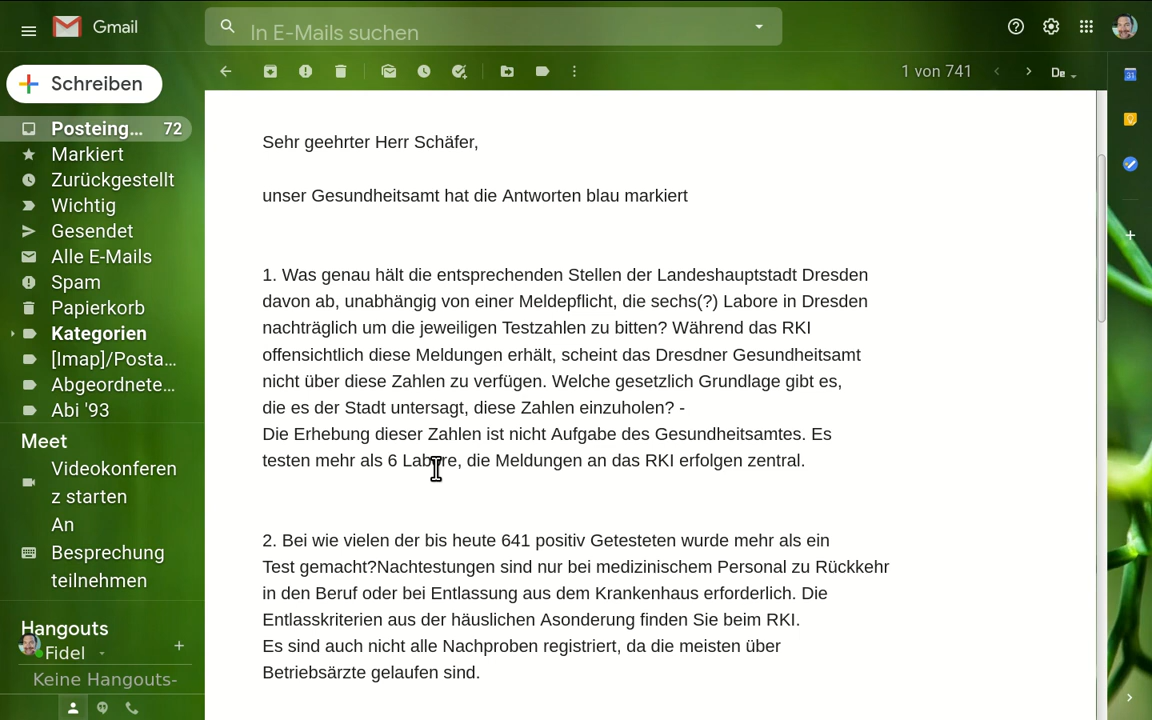 Gmail
In E-Mails suchen
Schreiben
1 von 741
De
Posteing... 72
Markiert
Zurückgestellt
Wichtig
Gesendet
Alle E-Mails
Spam
Papierkorb
Kategorien
[Imap]/Posta...
Abgeordnete...
Abi '93
Meet
Videokonferen
z starten
An
Besprechung
teilnehmen
Hangouts
Fidel
Keine Hangouts-
Sehr geehrter Herr Schäfer,
unser Gesundheitsamt hat die Antworten blau markiert
1. Was genau hält die entsprechenden Stellen der Landeshauptstadt Dresden
davon ab, unabhängig von einer Meldepflicht, die sechs(?) Labore in Dresden
nachträglich um die jeweiligen Testzahlen zu bitten? Während das RKI
offensichtlich diese Meldungen erhält, scheint das Dresdner Gesundheitsamt
nicht über diese Zahlen zu verfügen. Welche gesetzlich Grundlage gibt es,
die es der Stadt untersagt, diese Zahlen einzuholen? -
Die Erhebung dieser Zahlen ist nicht Aufgabe des Gesundheitsamtes. Es
testen mehr als 6 Labore, die Meldungen an das RKI erfolgen zentral.
2. Bei wie vielen der bis heute 641 positiv Getesteten wurde mehr als ein
Test gemacht?Nachtestungen sind nur bei medizinischem Personal zu Rückkehr
in den Beruf oder bei Entlassung aus dem Krankenhaus erforderlich. Die
Entlasskriterien aus der häuslichen Asonderung finden Sie beim RKI.
Es sind auch nicht alle Nachproben registriert, da die meisten über
Betriebsärzte gelaufen sind.